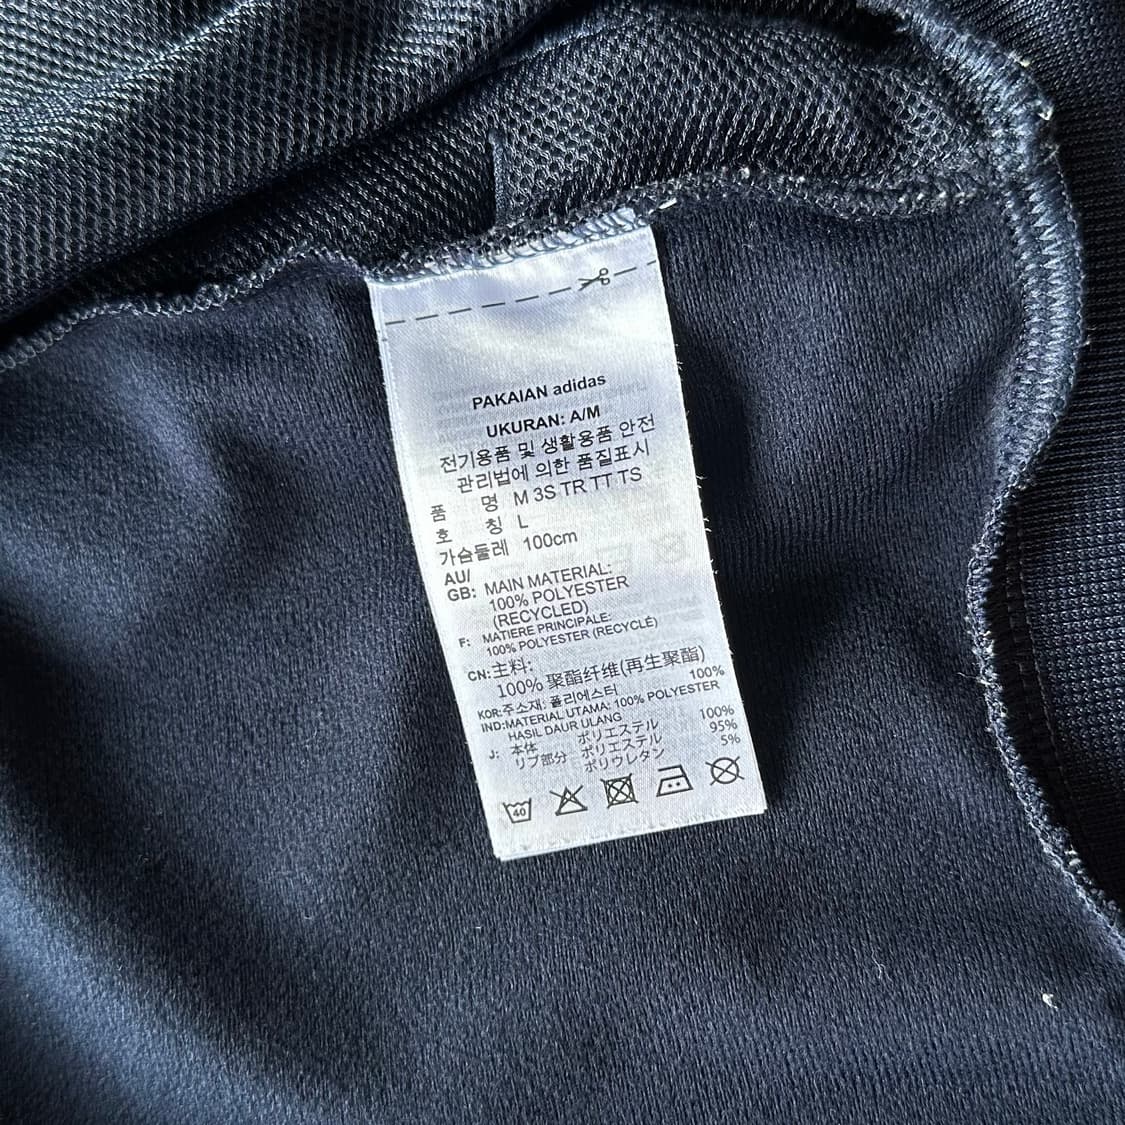 PAKAIAN adidas
UKURAN: A/M
전기용품 및 생활용품 안전
관리법에 의한 품질표시
품 명 M 3S TR TT TS
호 칭 L
가슴둘레 100cm
AU/
GB: MAIN MATERIAL:
100% POLYESTER
(RECYCLED)
F: MATIERE PRINCIPALE:
100% POLYESTER (RECYCLÉ)
CN:主料:
100% 聚酯纤维(再生聚酯)
KOR:주소재: 폴리에스터 100%
IND:MATERIAL UTAMA: 100% POLYESTER
HASIL DAUR ULANG
J: 本体 ポリエステル 100%
リブ部分 ポリエステル 95%
ポリウレタン 5%
40